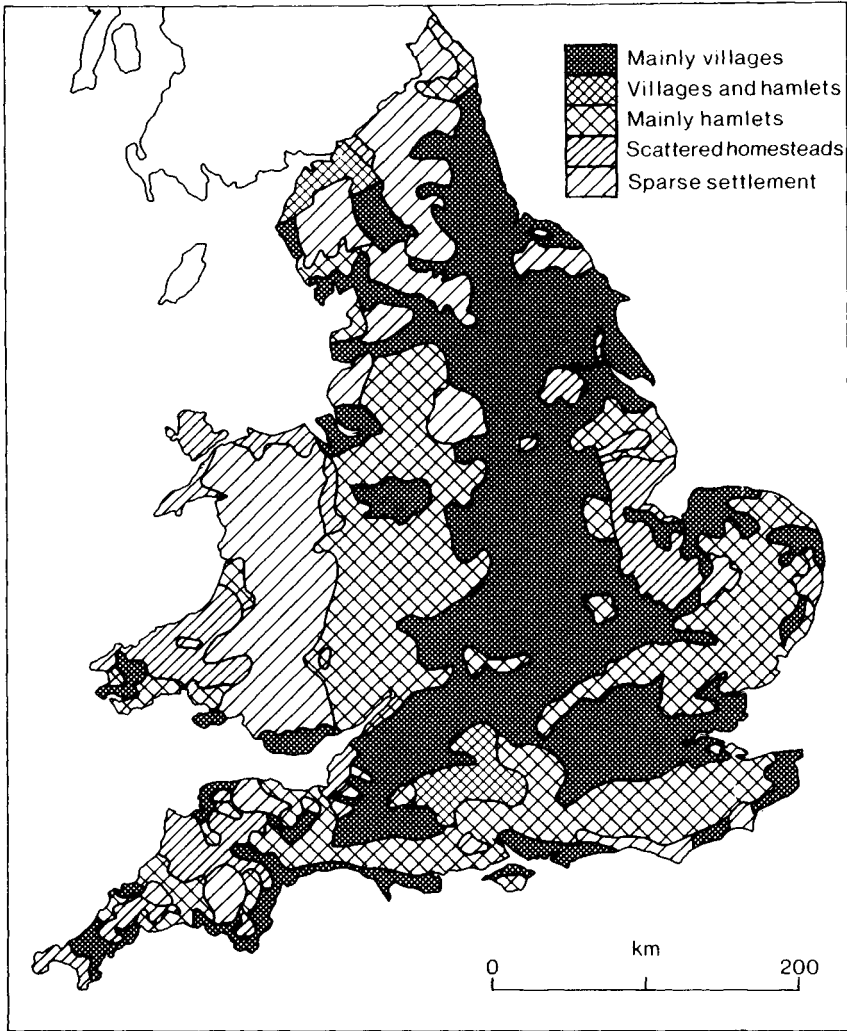 Mainly villages
Villages and hamlets
Mainly hamlets
Scattered homesteads
Sparse settlement
km
0 200